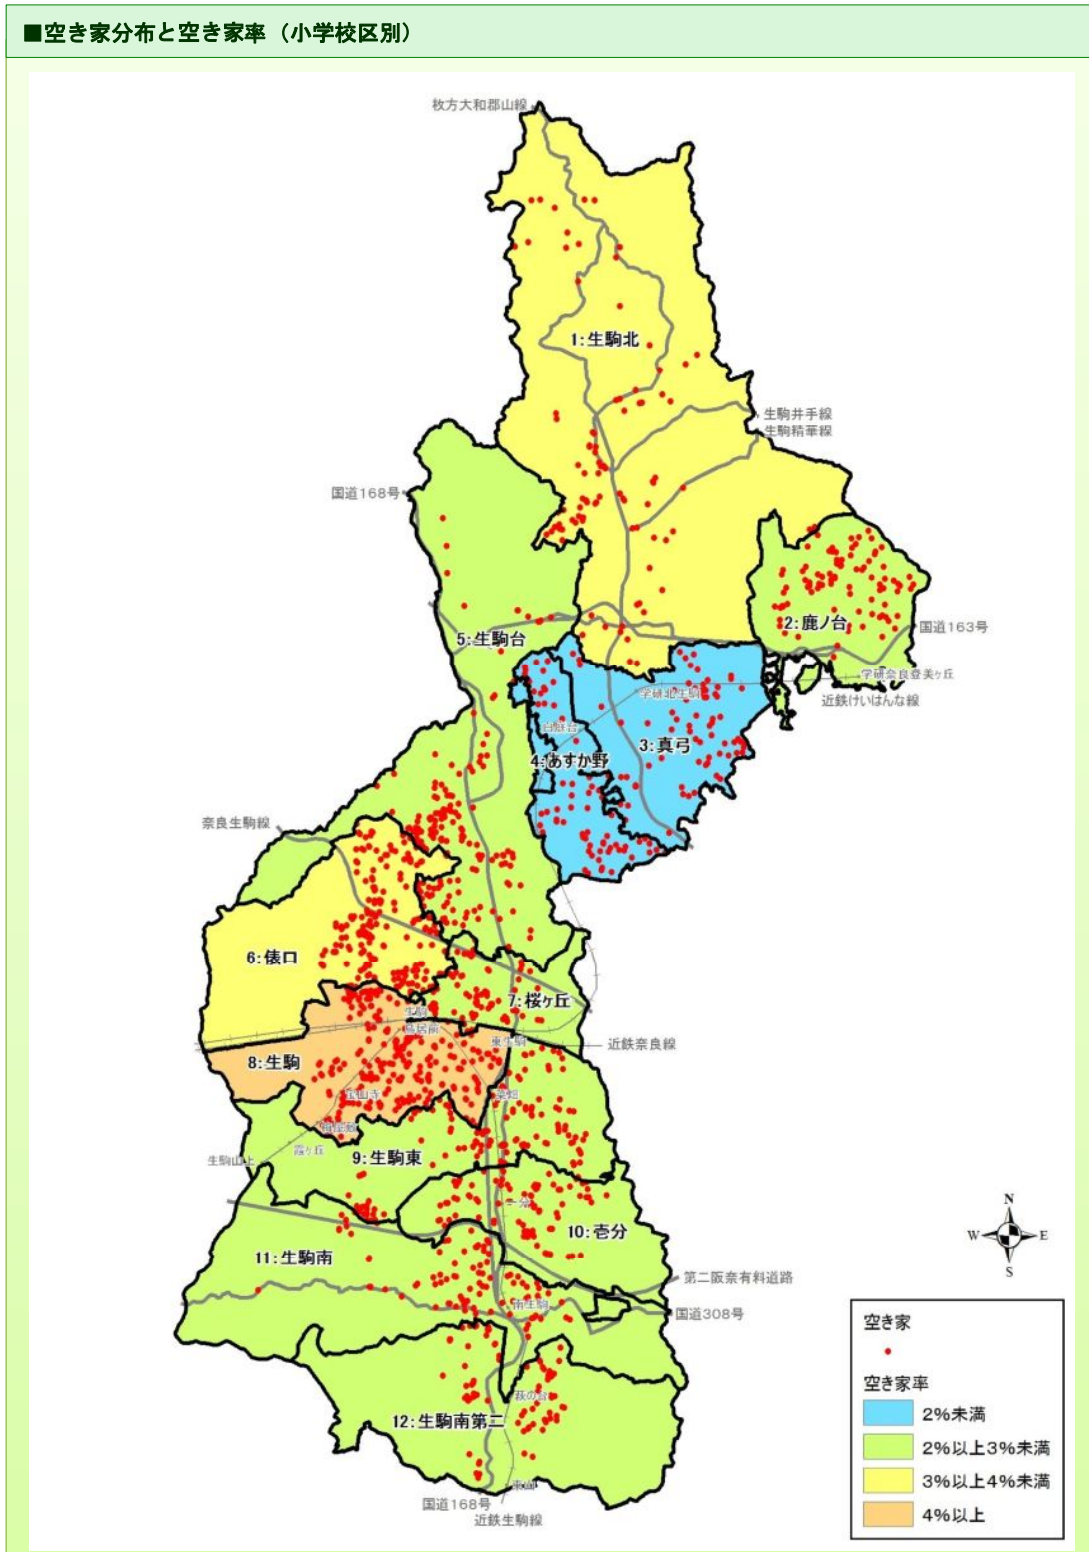 ■空き家分布と空き家率（小学校区別）
枚方大和郡山線
1:生駒北
生駒井手線
生駒精華線
国道168号
2:鹿ノ台
国道163号
5:生駒台
学研奈良登美ヶ丘
学研北生駒
近鉄けいはんな線
白庭台
3:真弓
4:あすか野
奈良生駒線
6:俵口
7:桜ヶ丘
生駒
鳥居前
東生駒
近鉄奈良線
8:生駒
宝山寺
菜畑
梅屋敷
霞ヶ丘
生駒山上
9:生駒東
一分
10:壱分
11:生駒南
第二阪奈有料道路
南生駒
国道308号
萩の台
12:生駒南第二
東山
国道168号
近鉄生駒線
N
W
E
S
空き家
空き家率
2%未満
2%以上3%未満
3%以上4%未満
4%以上